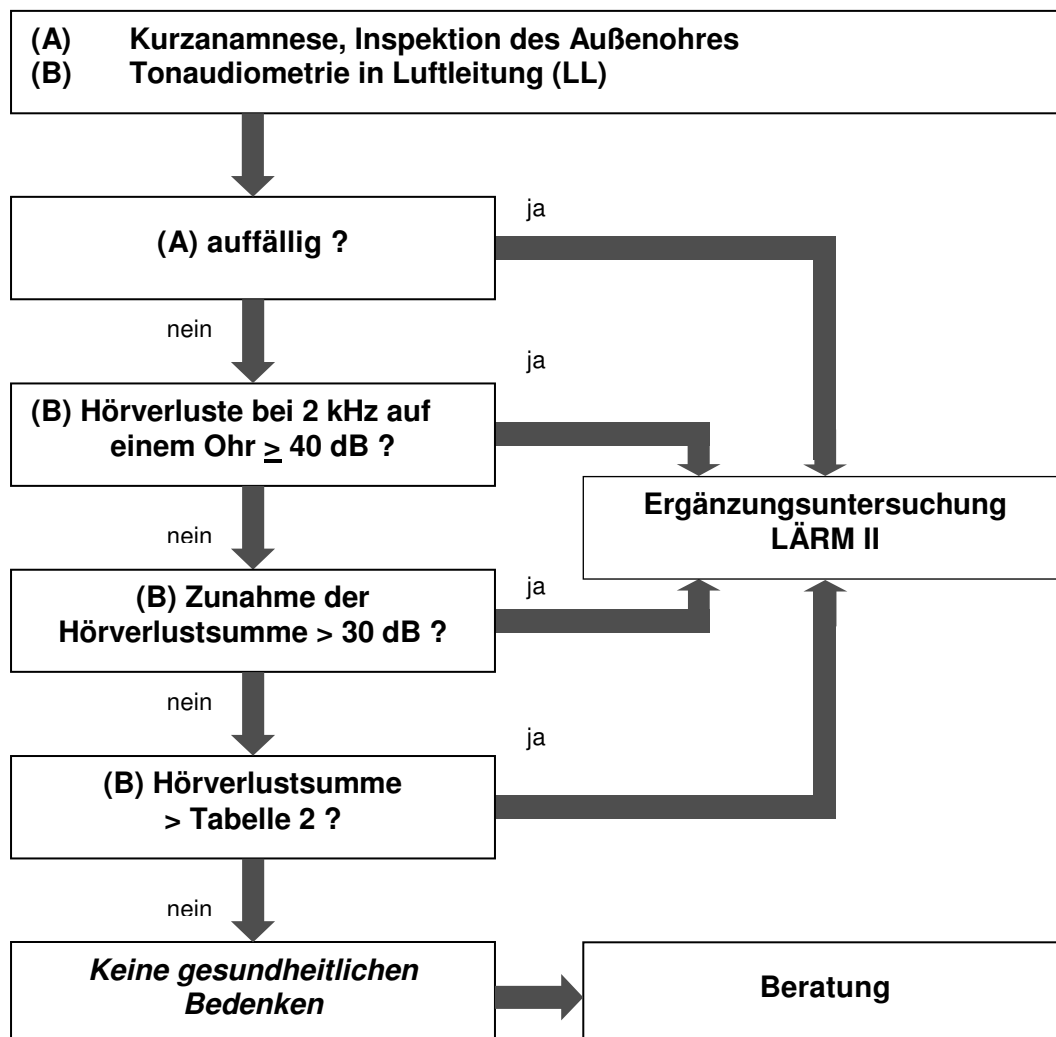 (A) Kurzanamnese, Inspektion des Außenohres
(B) Tonaudiometrie in Luftleitung (LL)
ja
(A) auffällig ?
nein
ja
(B) Hörverluste bei 2 kHz auf
einem Ohr ≥ 40 dB ?
Ergänzungsuntersuchung
LÄRM II
nein
ja
(B) Zunahme der
Hörverlustsumme > 30 dB ?
nein
ja
(B) Hörverlustsumme
> Tabelle 2 ?
nein
Keine gesundheitlichen
Bedenken
Beratung